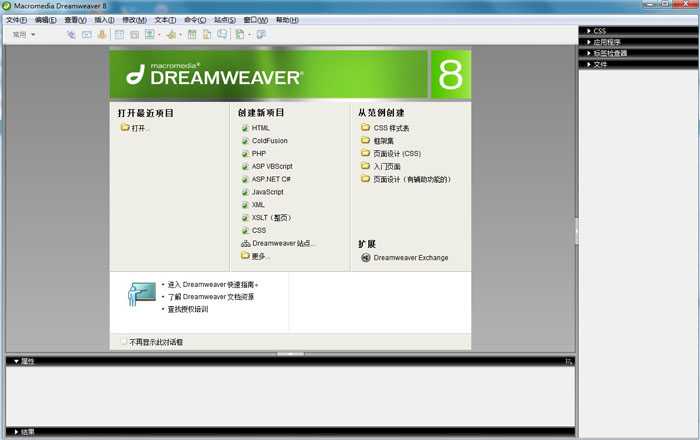 Macromedia Dreamweaver 8
文件(F) 编辑(E) 查看(V) 插入(I) 修改(M) 文本(T) 命令(C) 站点(S) 窗口(W) 帮助(H)
常用
CSS
应用程序
标签检查器
文件
macromedia®
DREAMWEAVER®
8
打开最近项目
打开...
创建新项目
HTML
ColdFusion
PHP
ASP VBScript
ASP.NET C#
JavaScript
XML
XSLT（整页）
CSS
Dreamweaver 站点...
更多...
从范例创建
CSS 样式表
框架集
页面设计 (CSS)
入门页面
页面设计（有辅助功能的）
扩展
Dreamweaver Exchange
进入 Dreamweaver 快速指南»
了解 Dreamweaver 文档资源
查找授权培训
不再显示此对话框
属性
结果